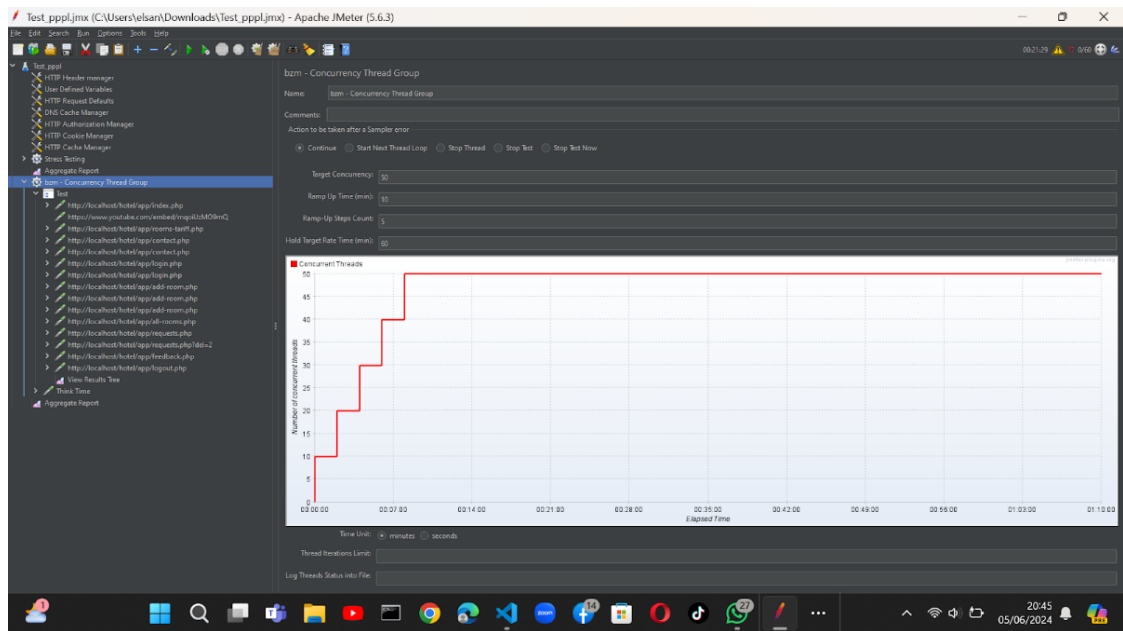 Test_pppl.jmx (C:\Users\elsan\Downloads\Test_pppl.jmx) - Apache JMeter (5.6.3)
File Edit Search Run Options Tools Help
00:21:29 0/60
Test_pppl
HTTP Header manager
User Defined Variables
HTTP Request Defaults
DNS Cache Manager
HTTP Authorization Manager
HTTP Cookie Manager
HTTP Cache Manager
Stress Testing
Aggregate Report
bzm - Concurrency Thread Group
Test
http://localhost/hotel/app/index.php
http://localhost/hotel/app/rooms-tariff.php
http://localhost/hotel/app/contact.php
http://localhost/hotel/app/contact.php
http://localhost/hotel/app/login.php
http://localhost/hotel/app/login.php
http://localhost/hotel/app/add-room.php
http://localhost/hotel/app/add-room.php
http://localhost/hotel/app/add-room.php
http://localhost/hotel/app/all-rooms.php
http://localhost/hotel/app/requests.php
http://localhost/hotel/app/requests.php?del=2
http://localhost/hotel/app/feedback.php
http://localhost/hotel/app/logout.php
View Results Tree
Think Time
Aggregate Report
bzm - Concurrency Thread Group
Name: bzm - Concurrency Thread Group
Comments:
Action to be taken after a Sampler error
Continue Start Next Thread Loop Stop Thread Stop Test Stop Test Now
Target Concurrency: 50
Ramp Up Time (min): 10
Ramp-Up Steps Count: 5
Hold Target Rate Time (min): 60
Concurrent Threads
jmeter-plugins.org
Number of concurrent threads
50
45
40
35
30
25
20
15
10
5
0
00:00:00 00:07:00 00:14:00 00:21:00 00:28:00 00:35:00 00:42:00 00:49:00 00:56:00 01:03:00 01:10:00
Elapsed Time
Time Unit: minutes seconds
Thread Iterations Limit:
Log Threads Status into File:
1
zoom
14
27
20:45
05/06/2024